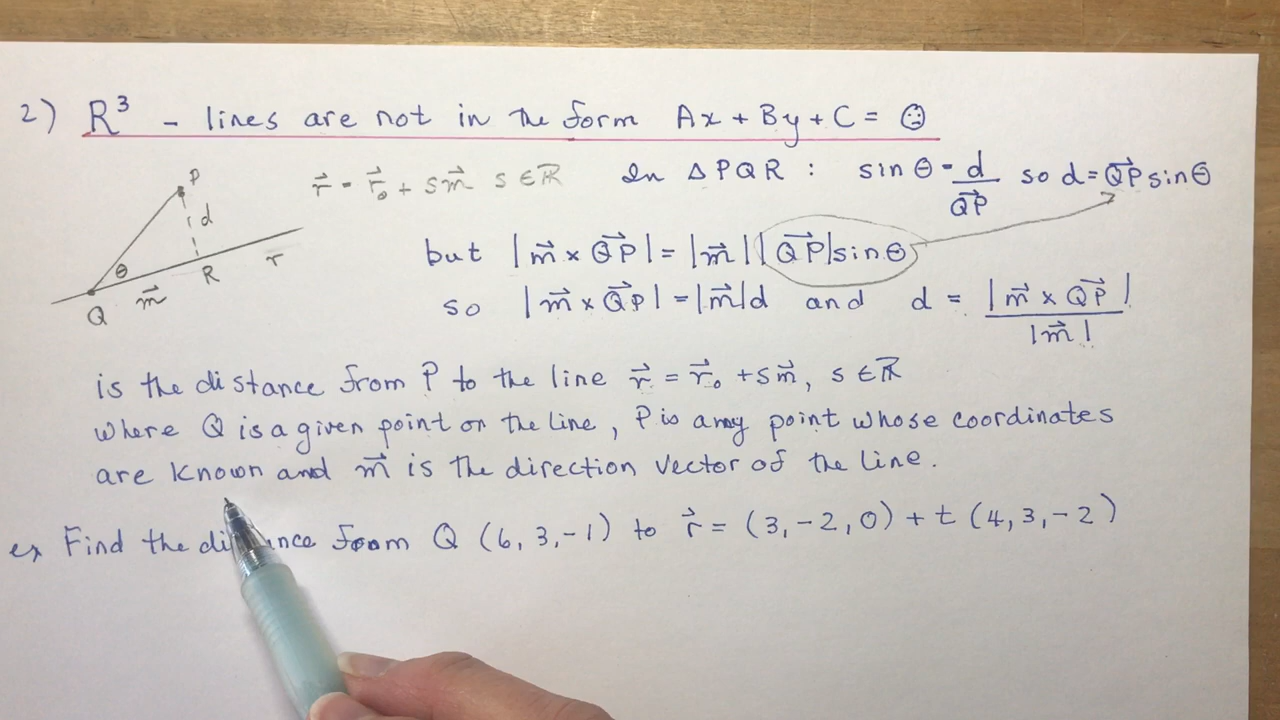 2) R³ - lines are not in the form Ax + By + C = ☹
P
d
θ
R
r
m⃗
Q
r⃗ = r⃗₀ + sm⃗ s ∈ ℝ
In △PQR : sin θ = d/QP⃗ so d = QP⃗ sin θ
but |m⃗ × QP⃗| = |m⃗||QP⃗|sin θ
so |m⃗ × QP⃗| = |m⃗|d and d = |m⃗ × QP⃗|/|m⃗|
is the distance from P to the line r⃗ = r⃗₀ + sm⃗, s ∈ ℝ
where Q is a given point on the line, P is any point whose coordinates
are known and m⃗ is the direction vector of the line.
ex Find the distance from Q (6, 3, -1) to r⃗ = (3, -2, 0) + t (4, 3, -2)